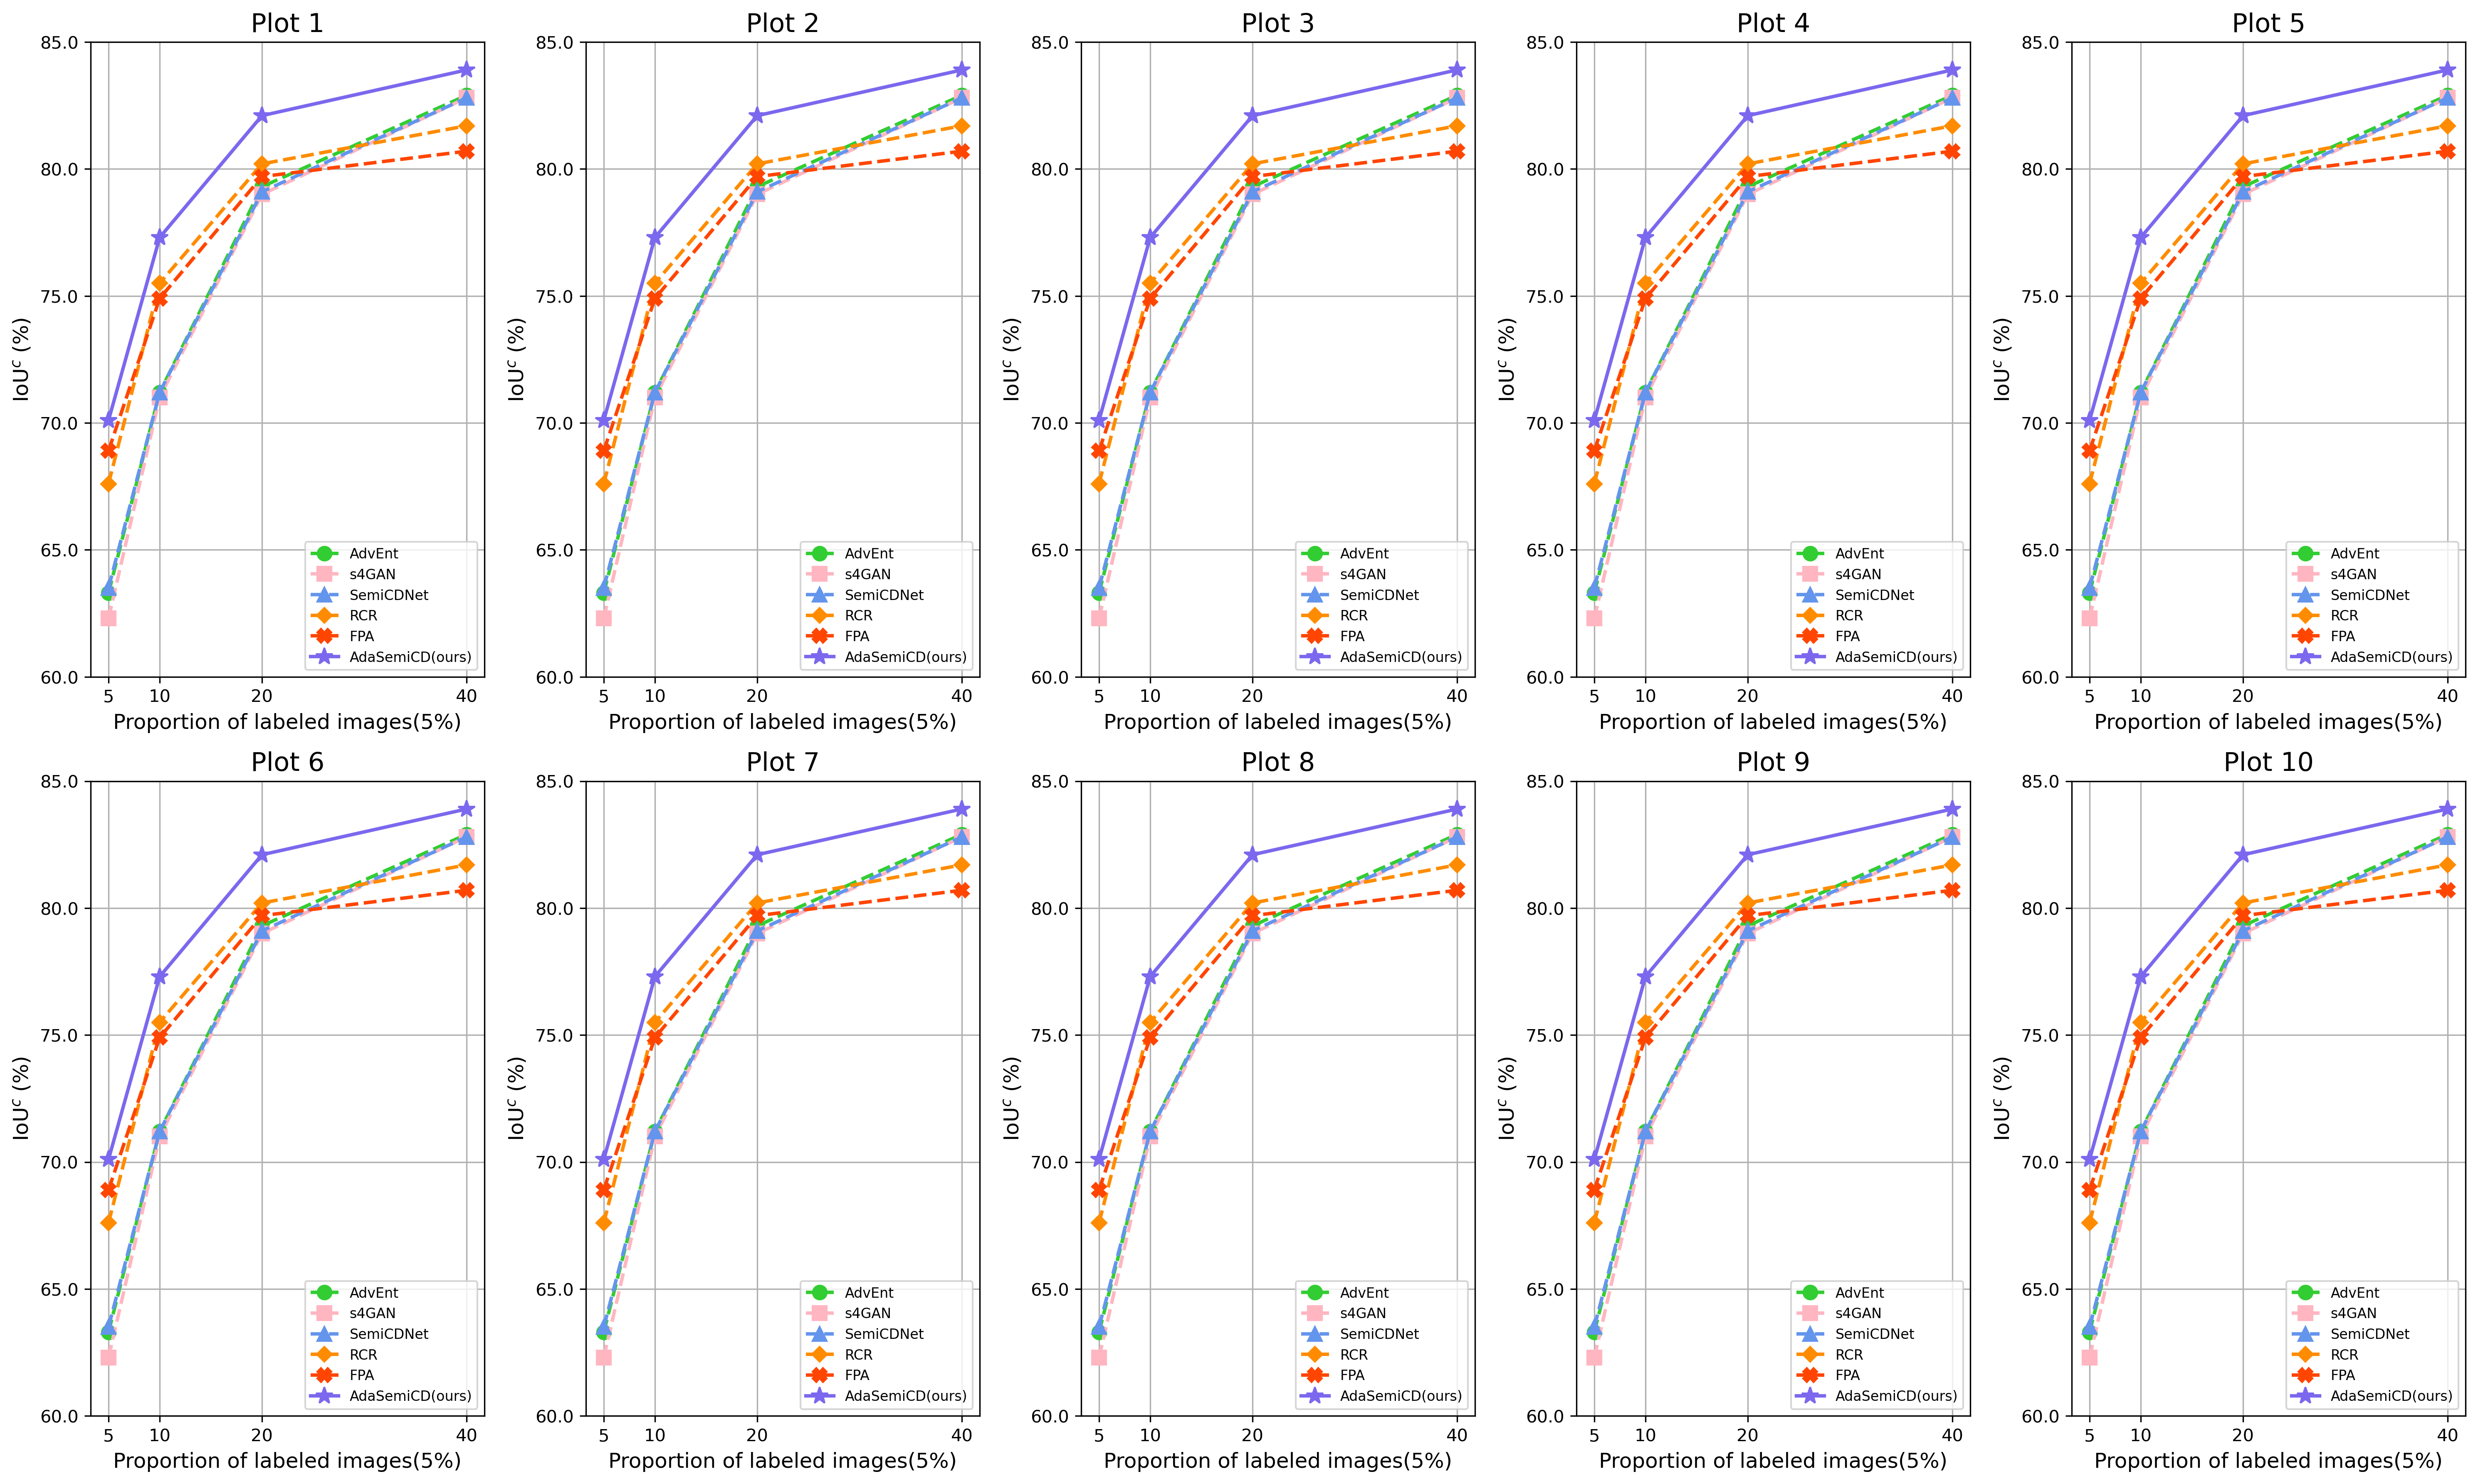 Plot 1
85.0
80.0
75.0
70.0
65.0
60.0
IoU^c (%)
AdvEnt
s4GAN
SemiCDNet
RCR
FPA
AdaSemiCD(ours)
5 10 20 40
Proportion of labeled images(5%)
Plot 2
85.0
80.0
75.0
70.0
65.0
60.0
IoU^c (%)
AdvEnt
s4GAN
SemiCDNet
RCR
FPA
AdaSemiCD(ours)
5 10 20 40
Proportion of labeled images(5%)
Plot 3
85.0
80.0
75.0
70.0
65.0
60.0
IoU^c (%)
AdvEnt
s4GAN
SemiCDNet
RCR
FPA
AdaSemiCD(ours)
5 10 20 40
Proportion of labeled images(5%)
Plot 4
85.0
80.0
75.0
70.0
65.0
60.0
IoU^c (%)
AdvEnt
s4GAN
SemiCDNet
RCR
FPA
AdaSemiCD(ours)
5 10 20 40
Proportion of labeled images(5%)
Plot 5
85.0
80.0
75.0
70.0
65.0
60.0
IoU^c (%)
AdvEnt
s4GAN
SemiCDNet
RCR
FPA
AdaSemiCD(ours)
5 10 20 40
Proportion of labeled images(5%)
Plot 6
85.0
80.0
75.0
70.0
65.0
60.0
IoU^c (%)
AdvEnt
s4GAN
SemiCDNet
RCR
FPA
AdaSemiCD(ours)
5 10 20 40
Proportion of labeled images(5%)
Plot 7
85.0
80.0
75.0
70.0
65.0
60.0
IoU^c (%)
AdvEnt
s4GAN
SemiCDNet
RCR
FPA
AdaSemiCD(ours)
5 10 20 40
Proportion of labeled images(5%)
Plot 8
85.0
80.0
75.0
70.0
65.0
60.0
IoU^c (%)
AdvEnt
s4GAN
SemiCDNet
RCR
FPA
AdaSemiCD(ours)
5 10 20 40
Proportion of labeled images(5%)
Plot 9
85.0
80.0
75.0
70.0
65.0
60.0
IoU^c (%)
AdvEnt
s4GAN
SemiCDNet
RCR
FPA
AdaSemiCD(ours)
5 10 20 40
Proportion of labeled images(5%)
Plot 10
85.0
80.0
75.0
70.0
65.0
60.0
IoU^c (%)
AdvEnt
s4GAN
SemiCDNet
RCR
FPA
AdaSemiCD(ours)
5 10 20 40
Proportion of labeled images(5%)